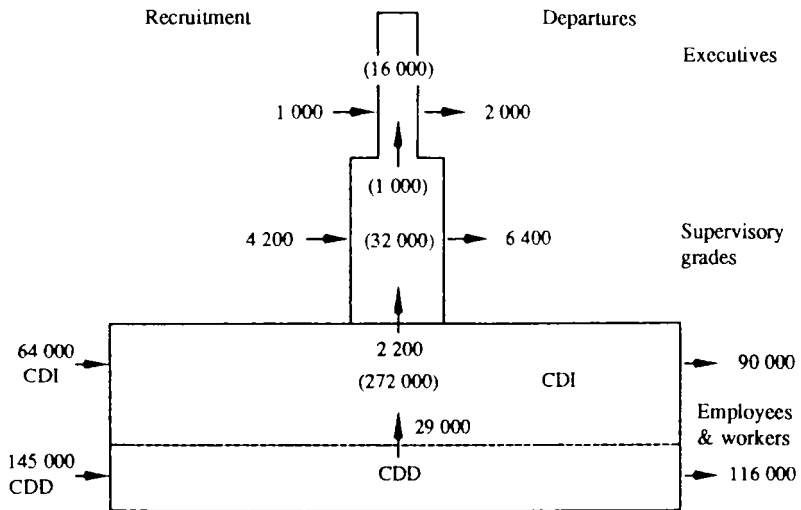 Recruitment
Departures
Executives
(16 000)
1 000
2 000
(1 000)
4 200
(32 000)
6 400
Supervisory
grades
64 000
CDI
2 200
(272 000)
CDI
90 000
29 000
Employees
& workers
145 000
CDD
CDD
116 000